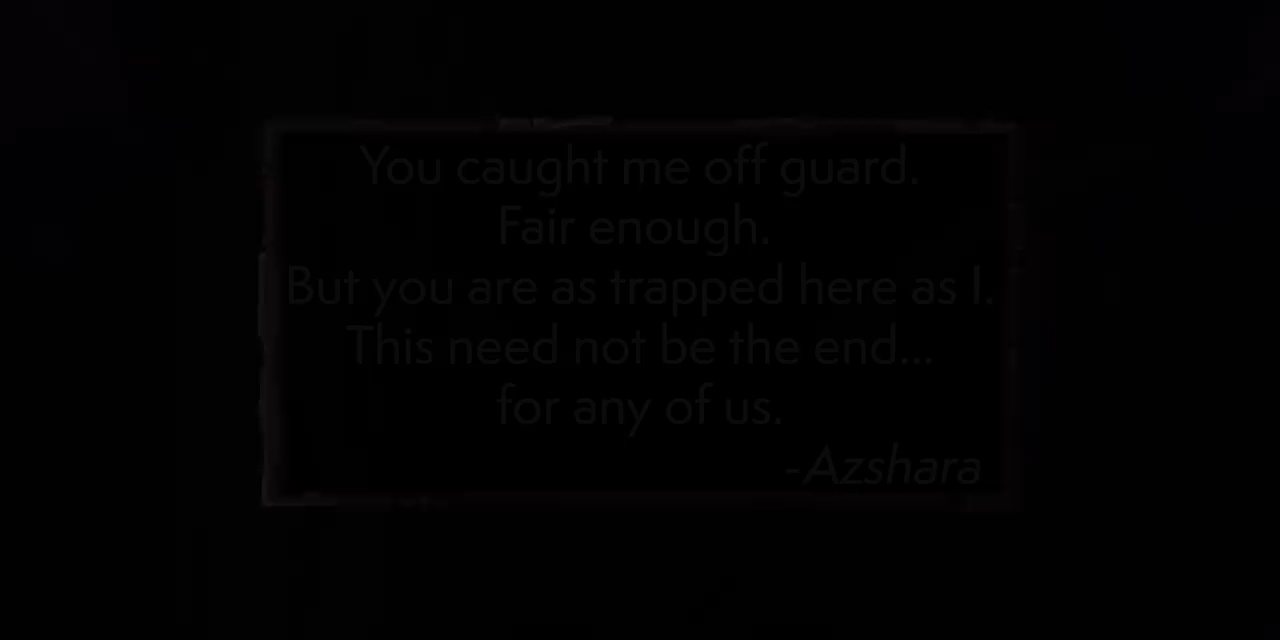 You caught me off guard.
Fair enough.
But you are as trapped here as I.
This need not be the end...
for any of us.
-Azshara